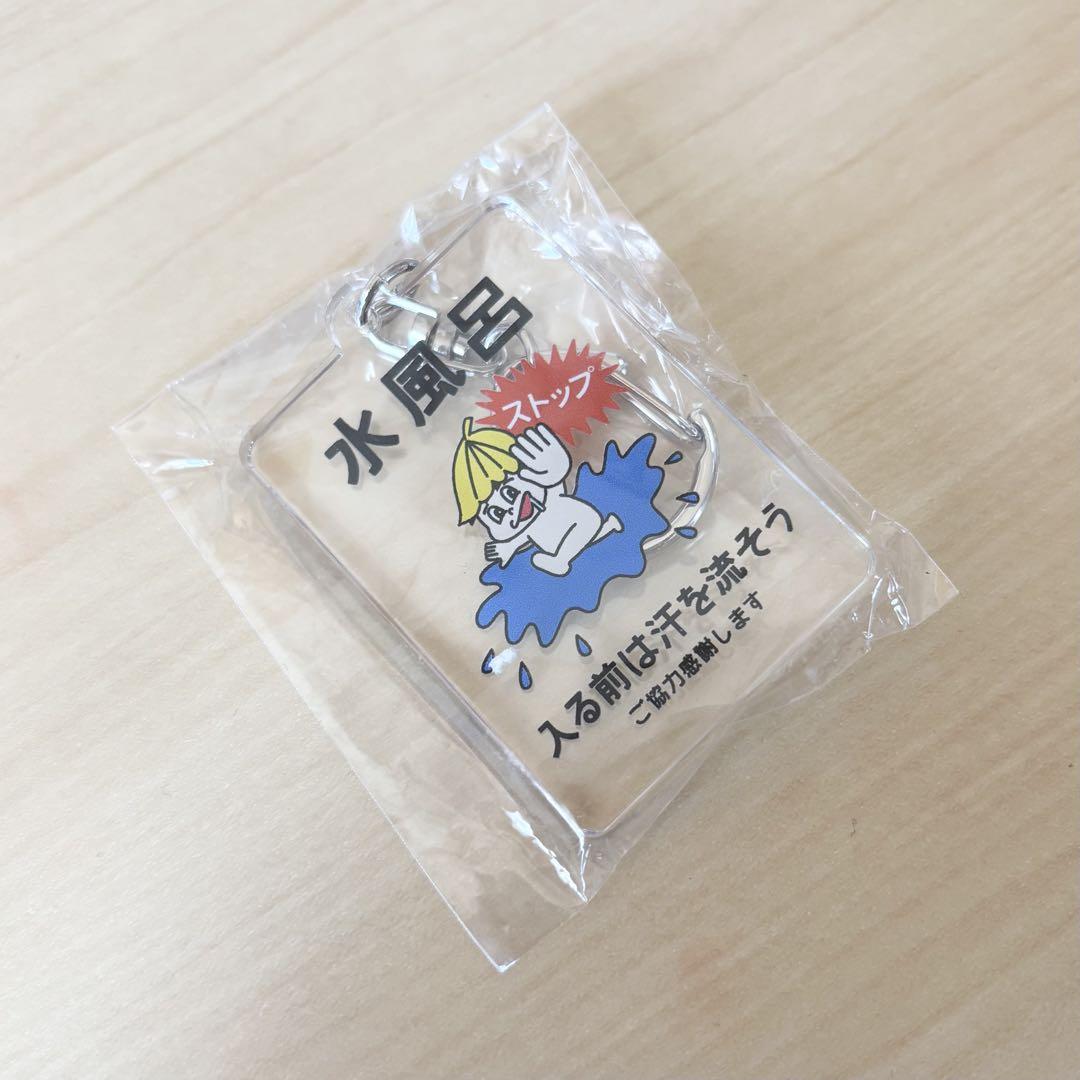 水風呂
ストップ
入る前は汗を流そう
ご協力感謝します